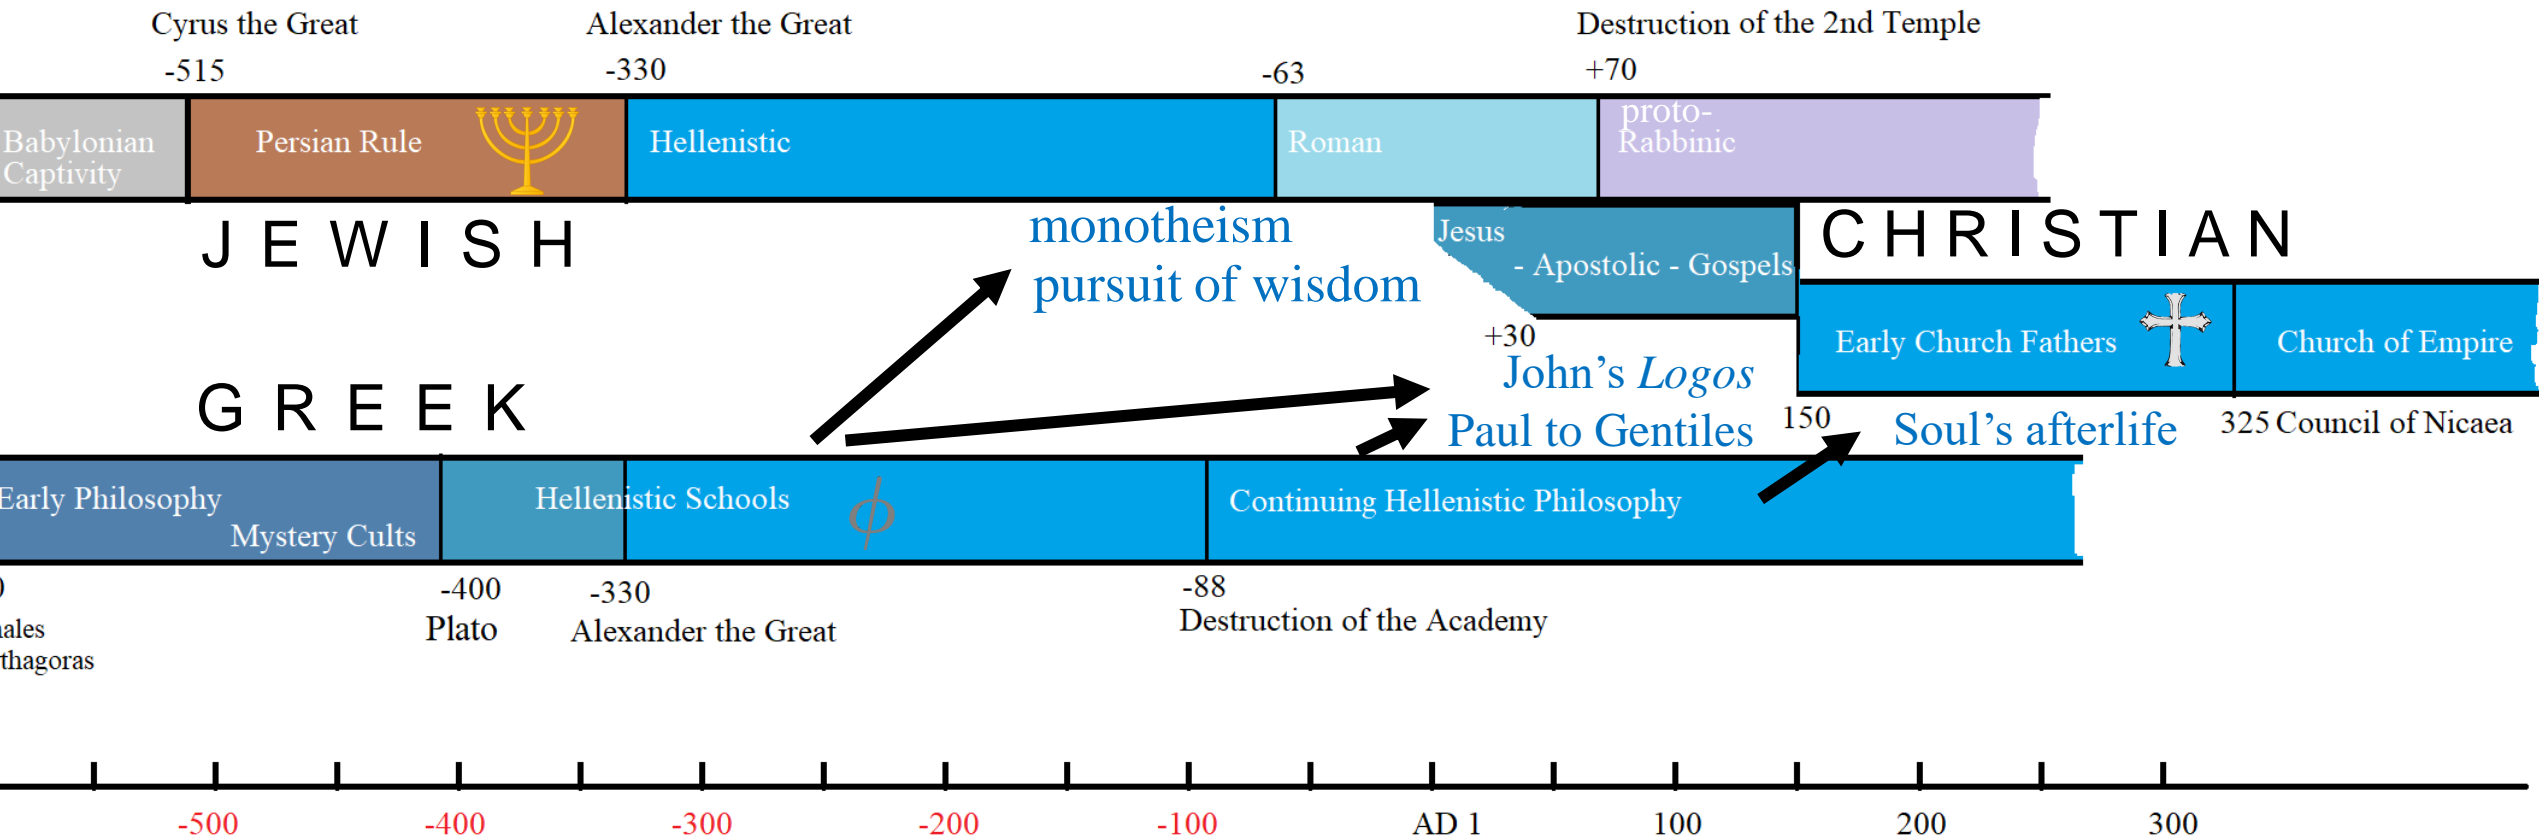 Cyrus the Great
Alexander the Great
Destruction of the 2nd Temple
-515
-330
-63
+70
Babylonian
Captivity
Persian Rule
Hellenistic
Roman
proto-
Rabbinic
JEWISH
monotheism
pursuit of wisdom
Jesus
- Apostolic - Gospels
CHRISTIAN
+30
Early Church Fathers
Church of Empire
John's Logos
Paul to Gentiles
150
Soul's afterlife
325 Council of Nicaea
GREEK
Early Philosophy
Mystery Cults
Hellenistic Schools
ϕ
Continuing Hellenistic Philosophy
0
-400
-330
-88
ales
Plato
Alexander the Great
Destruction of the Academy
thagoras
-500
-400
-300
-200
-100
AD 1
100
200
300